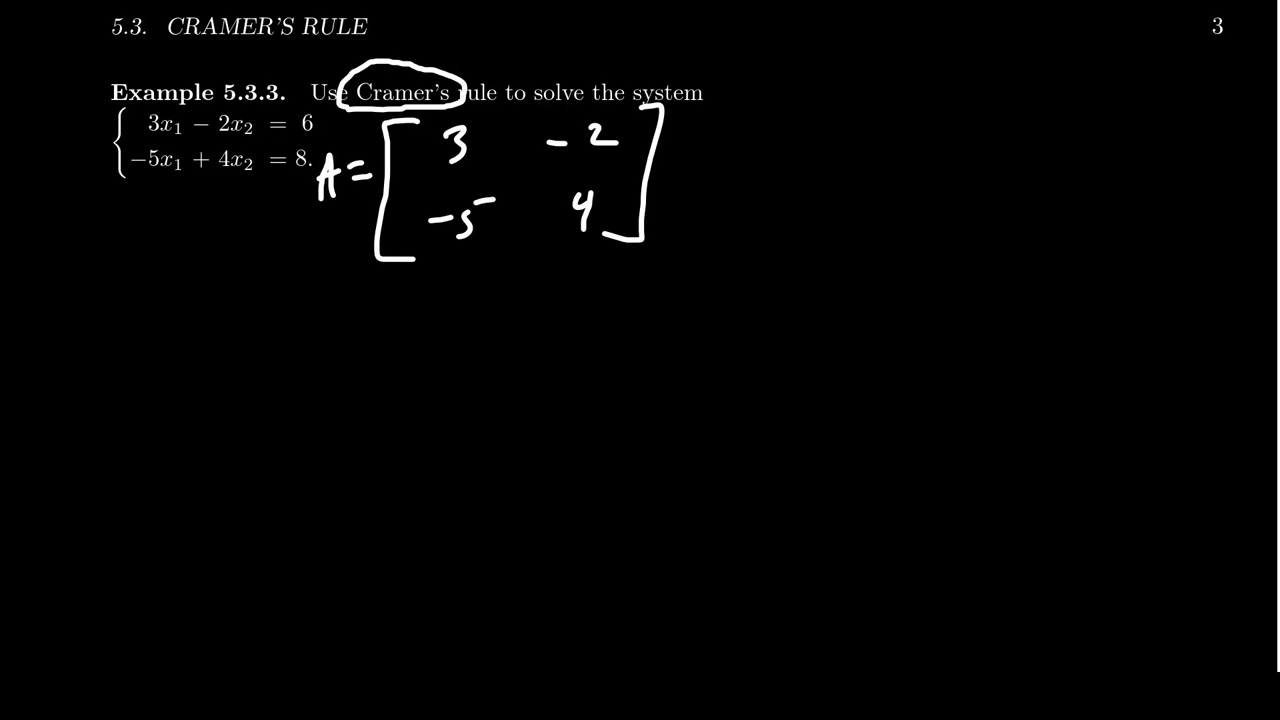 5.3. CRAMER'S RULE 3
Example 5.3.3. Use Cramer's rule to solve the system
3x₁ − 2x₂ = 6
−5x₁ + 4x₂ = 8.
A = [ 3 -2
-5 4 ]